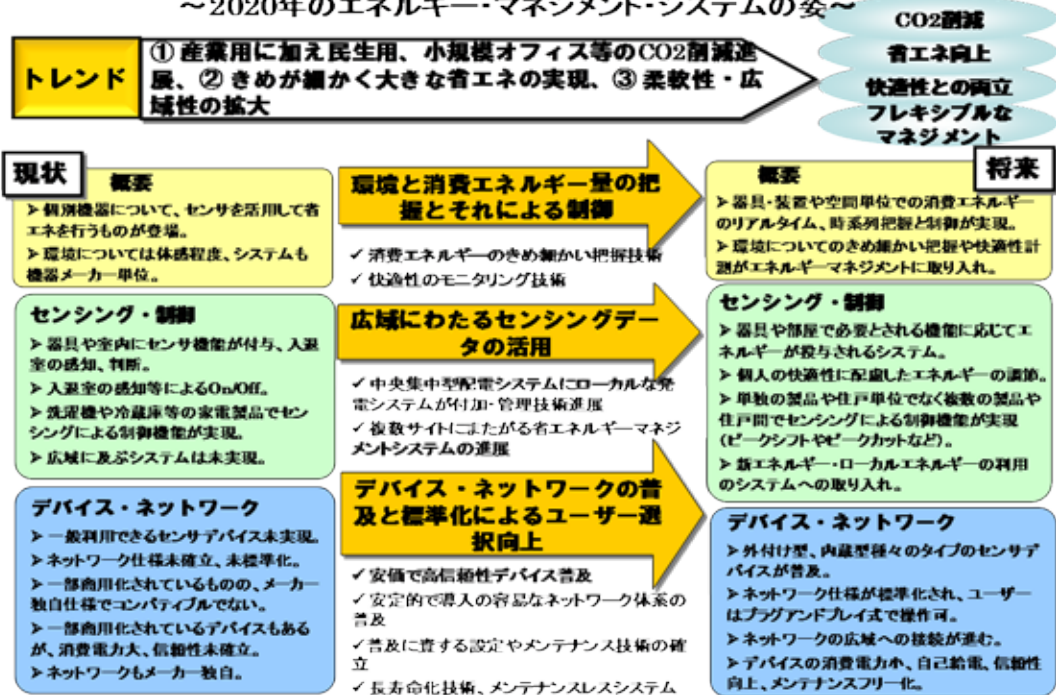 ～2020年のエネルギー・マネジメント・システムの姿～
トレンド
① 産業用に加え民生用、小規模オフィス等のCO2削減進
展、② きめが細かく大きな省エネの実現、③ 柔軟性・広
域性の拡大
CO2削減
省エネ向上
快適性との両立
フレキシブルな
マネジメント
現状
概要
➢ 個別機器について、センサを活用して省
エネを行うものが登場。
➢ 環境については体感程度、システムも
機器メーカー単位。
センシング・制御
➢ 器具や室内にセンサ機能が付与、入退
室の感知、判断。
➢ 入退室の感知等によるOn/Off。
➢ 洗濯機や冷蔵庫等の家電製品でセン
シングによる制御機能が実現。
➢ 広域に及ぶシステムは未実現。
デバイス・ネットワーク
➢ 一般利用できるセンサデバイス未実現。
➢ ネットワーク仕様未確立、未標準化。
➢ 一部商用化されているものの、メーカー
独自仕様でコンパティブルでない。
➢ 一部商用化されているデバイスもある
が、消費電力大、信頼性未確立。
➢ ネットワークもメーカー独自。
環境と消費エネルギー量の把
握とそれによる制御
✓ 消費エネルギーのきめ細かい把握技術
✓ 快適性のモニタリング技術
広域にわたるセンシングデー
タの活用
✓ 中央集中型配電システムにローカルな発
電システムが付加・管理技術進展
✓ 複数サイトにまたがる省エネルギーマネジ
メントシステムの進展
デバイス・ネットワークの普
及と標準化によるユーザー選
択向上
✓ 安価で高信頼性デバイス普及
✓ 安定的で導入の容易なネットワーク体系の
普及
✓ 普及に資する設定やメンテナンス技術の確
立
✓ 長寿命化技術、メンテナンスレスシステム
将来
概要
➢ 器具・装置や空間単位での消費エネルギー
のリアルタイム、時系列把握と制御が実現。
➢ 環境についてのきめ細かい把握や快適性計
測がエネルギーマネジメントに取り入れ。
センシング・制御
➢ 器具や部屋で必要とされる機能に応じてエ
ネルギーが投与されるシステム。
➢ 個人の快適性に配慮したエネルギーの調節。
➢ 単独の製品や住戸単位でなく複数の製品や
住戸間でセンシングによる制御機能が実現
(ピークシフトやピークカットなど)。
➢ 新エネルギー・ローカルエネルギーの利用
のシステムへの取り入れ。
デバイス・ネットワーク
➢ 外付け型、内蔵型種々のタイプのセンサデ
バイスが普及。
➢ ネットワーク仕様が標準化され、ユーザー
はプラグアンドプレイ式で操作可。
➢ ネットワークの広域への接続が進む。
➢ デバイスの消費電力小、自己給電、信頼性
向上、メンテナンスフリー化。